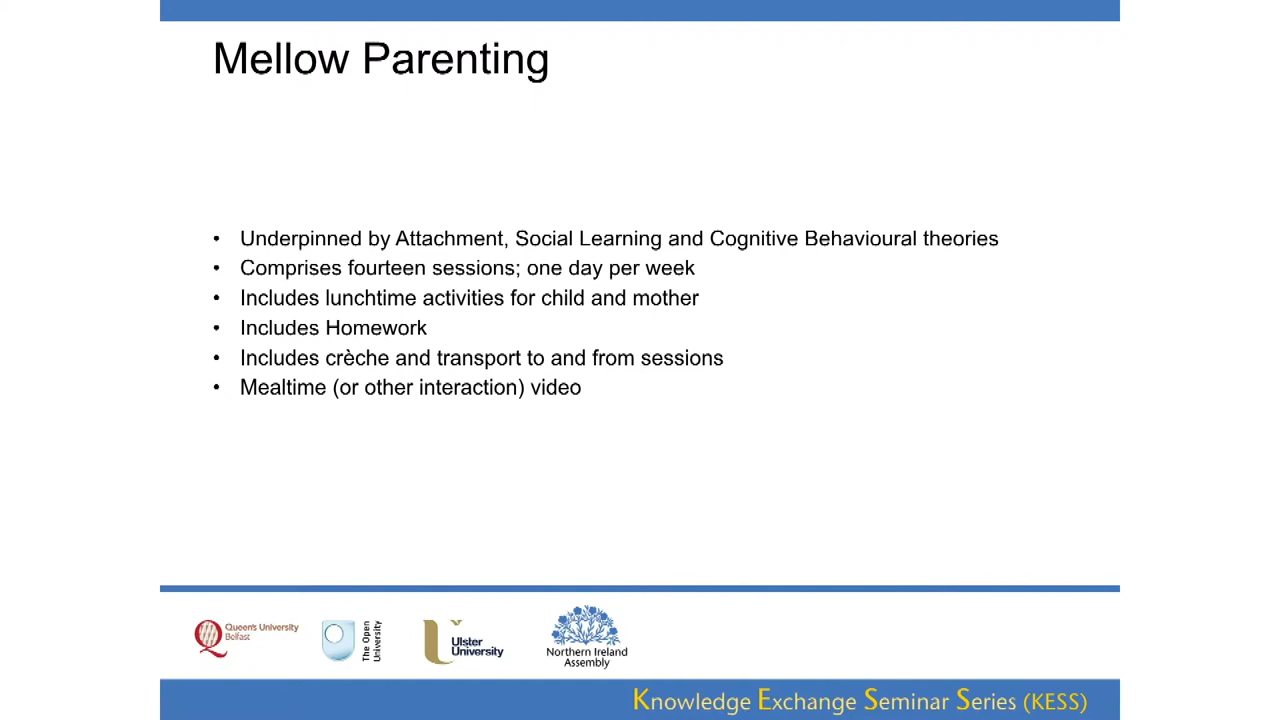 Mellow Parenting
• Underpinned by Attachment, Social Learning and Cognitive Behavioural theories
• Comprises fourteen sessions; one day per week
• Includes lunchtime activities for child and mother
• Includes Homework
• Includes crèche and transport to and from sessions
• Mealtime (or other interaction) video
Queen's University
Belfast
The Open
University
Ulster
University
Northern Ireland
Assembly
Knowledge Exchange Seminar Series (KESS)